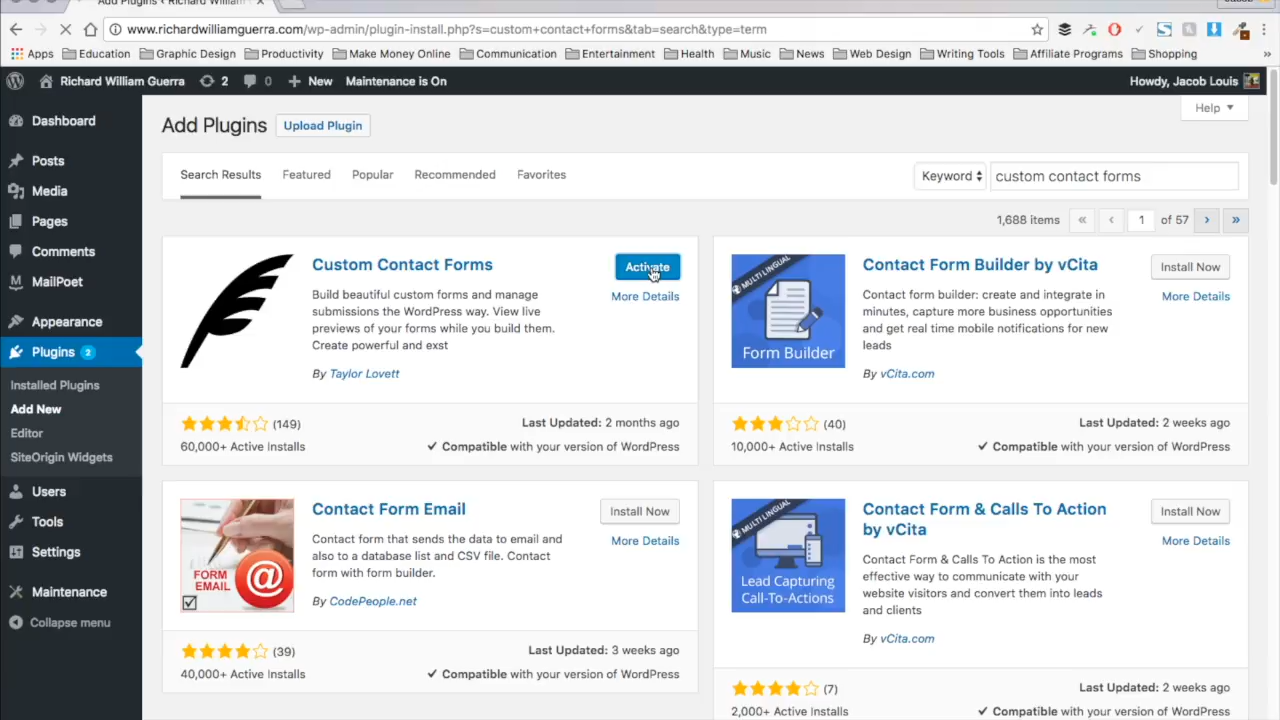 Add Plugins ‹ Richard William
www.richardwilliamguerra.com/wp-admin/plugin-install.php?s=custom+contact+forms&tab=search&type=term
Apps Education Graphic Design Productivity Make Money Online Communication Entertainment Health Music News Web Design Writing Tools Affiliate Programs Shopping »
Richard William Guerra 2 0 New Maintenance is On Howdy, Jacob Louis
Help
Dashboard
Posts
Media
Pages
Comments
MailPoet
Appearance
Plugins 2
Installed Plugins
Add New
Editor
SiteOrigin Widgets
Users
Tools
Settings
Maintenance
Collapse menu
Add Plugins Upload Plugin
Search Results Featured Popular Recommended Favorites Keyword custom contact forms
1,688 items « ‹ 1 of 57 › »
Custom Contact Forms
Activate
More Details
Build beautiful custom forms and manage
submissions the WordPress way. View live
previews of your forms while you build them.
Create powerful and exst
By Taylor Lovett
(149)
Last Updated: 2 months ago
60,000+ Active Installs
Compatible with your version of WordPress
MULTI LINGUAL
Form Builder
Contact Form Builder by vCita
Install Now
More Details
Contact form builder: create and integrate in
minutes, capture more business opportunities
and get real time mobile notifications for new
leads
By vCita.com
(40)
Last Updated: 2 weeks ago
10,000+ Active Installs
Compatible with your version of WordPress
FORM
EMAIL
@
Contact Form Email
Install Now
More Details
Contact form that sends the data to email and
also to a database list and CSV file. Contact
form with form builder.
By CodePeople.net
(39)
Last Updated: 3 weeks ago
40,000+ Active Installs
Compatible with your version of WordPress
MULTI LINGUAL
Lead Capturing
Call-To-Actions
Contact Form & Calls To Action
by vCita
Install Now
More Details
Contact Form & Calls To Action is the most
effective way to communicate with your
website visitors and convert them into leads
and clients
By vCita.com
(7)
Last Updated: 2 weeks ago
2,000+ Active Installs
Compatible with your version of WordPress